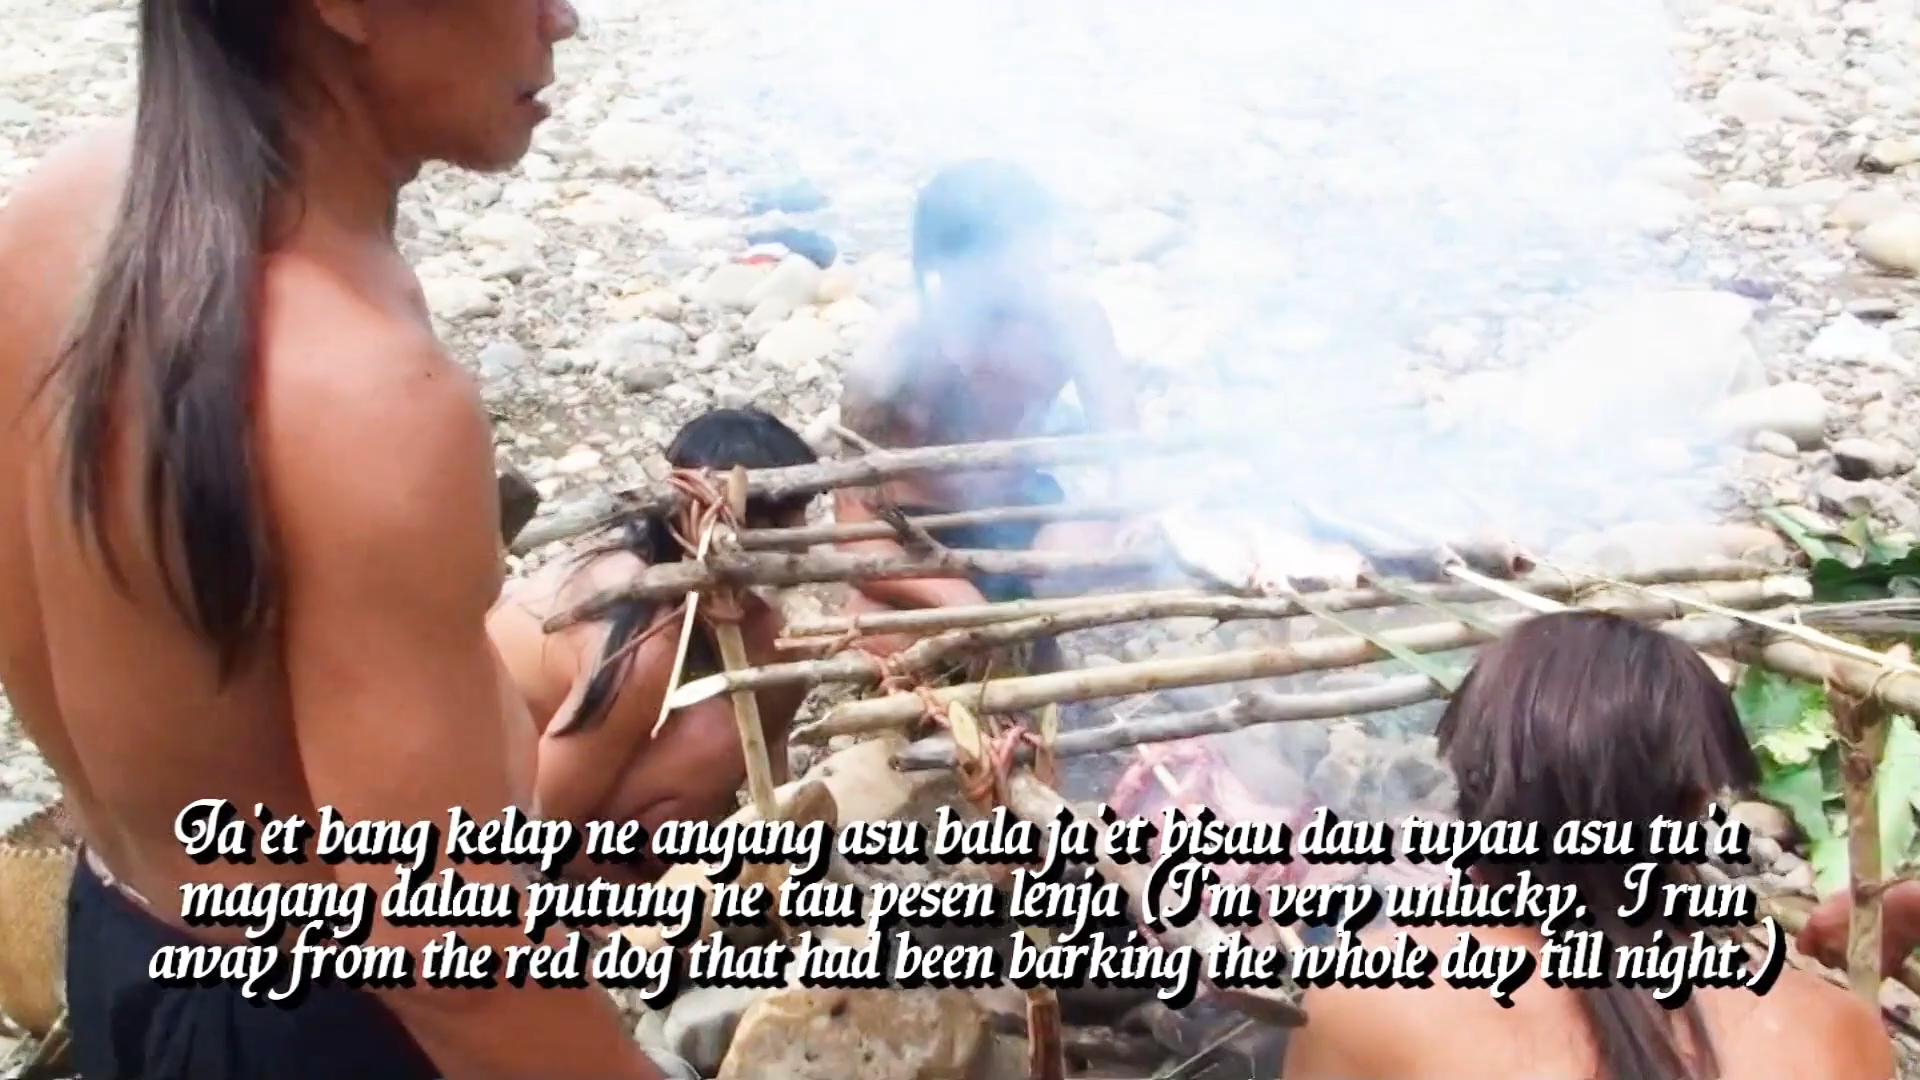 Ja'et bang kelap ne angang asu bala ja'et bisau dau tuyau asu tu'a
magang dalau putung ne tau pesen lenja (I'm very unlucky. I run
away from the red dog that had been barking the whole day till night.)